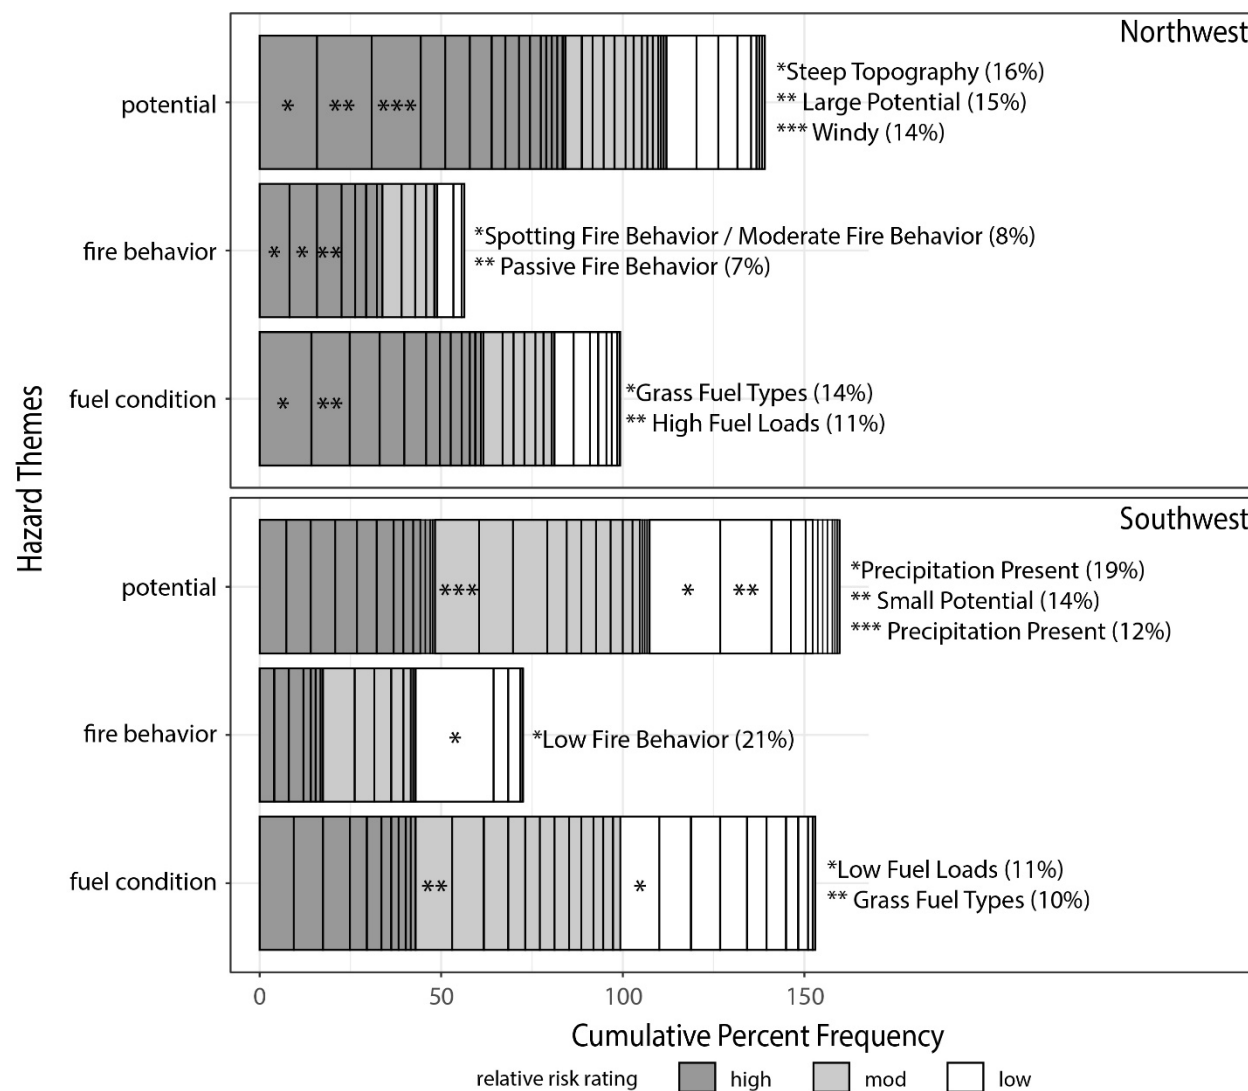 Northwest
potential
* ** ***
*Steep Topography (16%)
** Large Potential (15%)
*** Windy (14%)
fire behavior
* * **
*Spotting Fire Behavior / Moderate Fire Behavior (8%)
** Passive Fire Behavior (7%)
fuel condition
* **
*Grass Fuel Types (14%)
** High Fuel Loads (11%)
Hazard Themes
Southwest
potential
*** * **
*Precipitation Present (19%)
** Small Potential (14%)
*** Precipitation Present (12%)
fire behavior
*
*Low Fire Behavior (21%)
fuel condition
** *
*Low Fuel Loads (11%)
** Grass Fuel Types (10%)
0 50 100 150
Cumulative Percent Frequency
relative risk rating high mod low